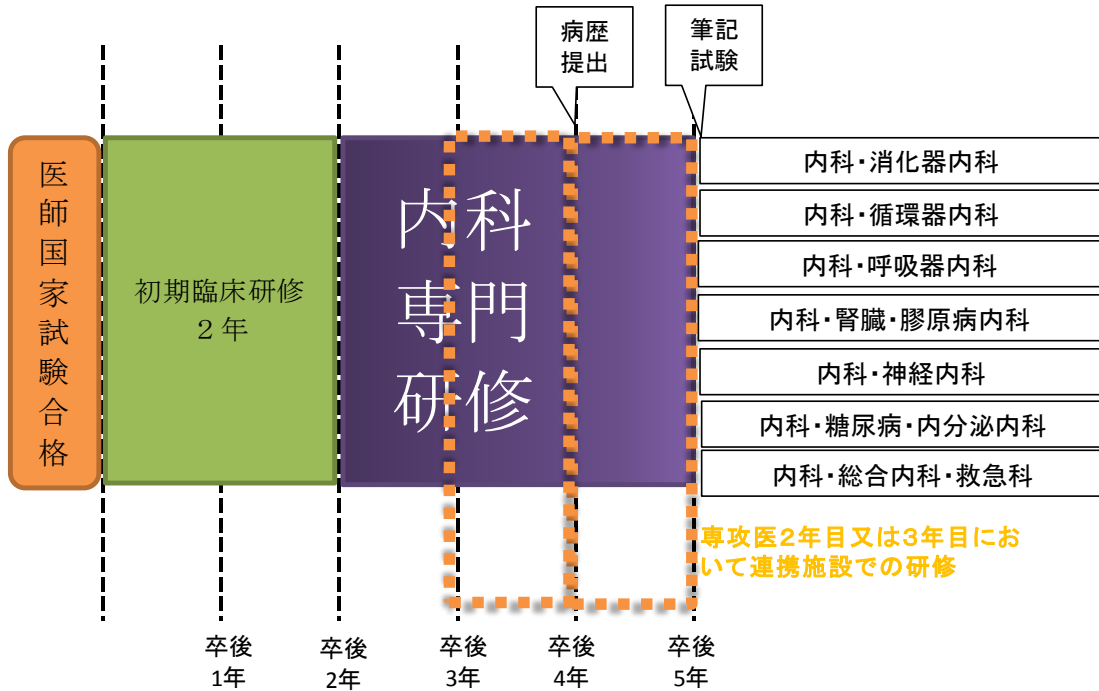 病歴
提出
筆記
試験
医師国家試験合格
初期臨床研修
2 年
内科
専門
研修
内科・消化器内科
内科・循環器内科
内科・呼吸器内科
内科・腎臓・膠原病内科
内科・神経内科
内科・糖尿病・内分泌内科
内科・総合内科・救急科
専攻医2年目又は3年目にお
いて連携施設での研修
卒後
1年
卒後
2年
卒後
3年
卒後
4年
卒後
5年